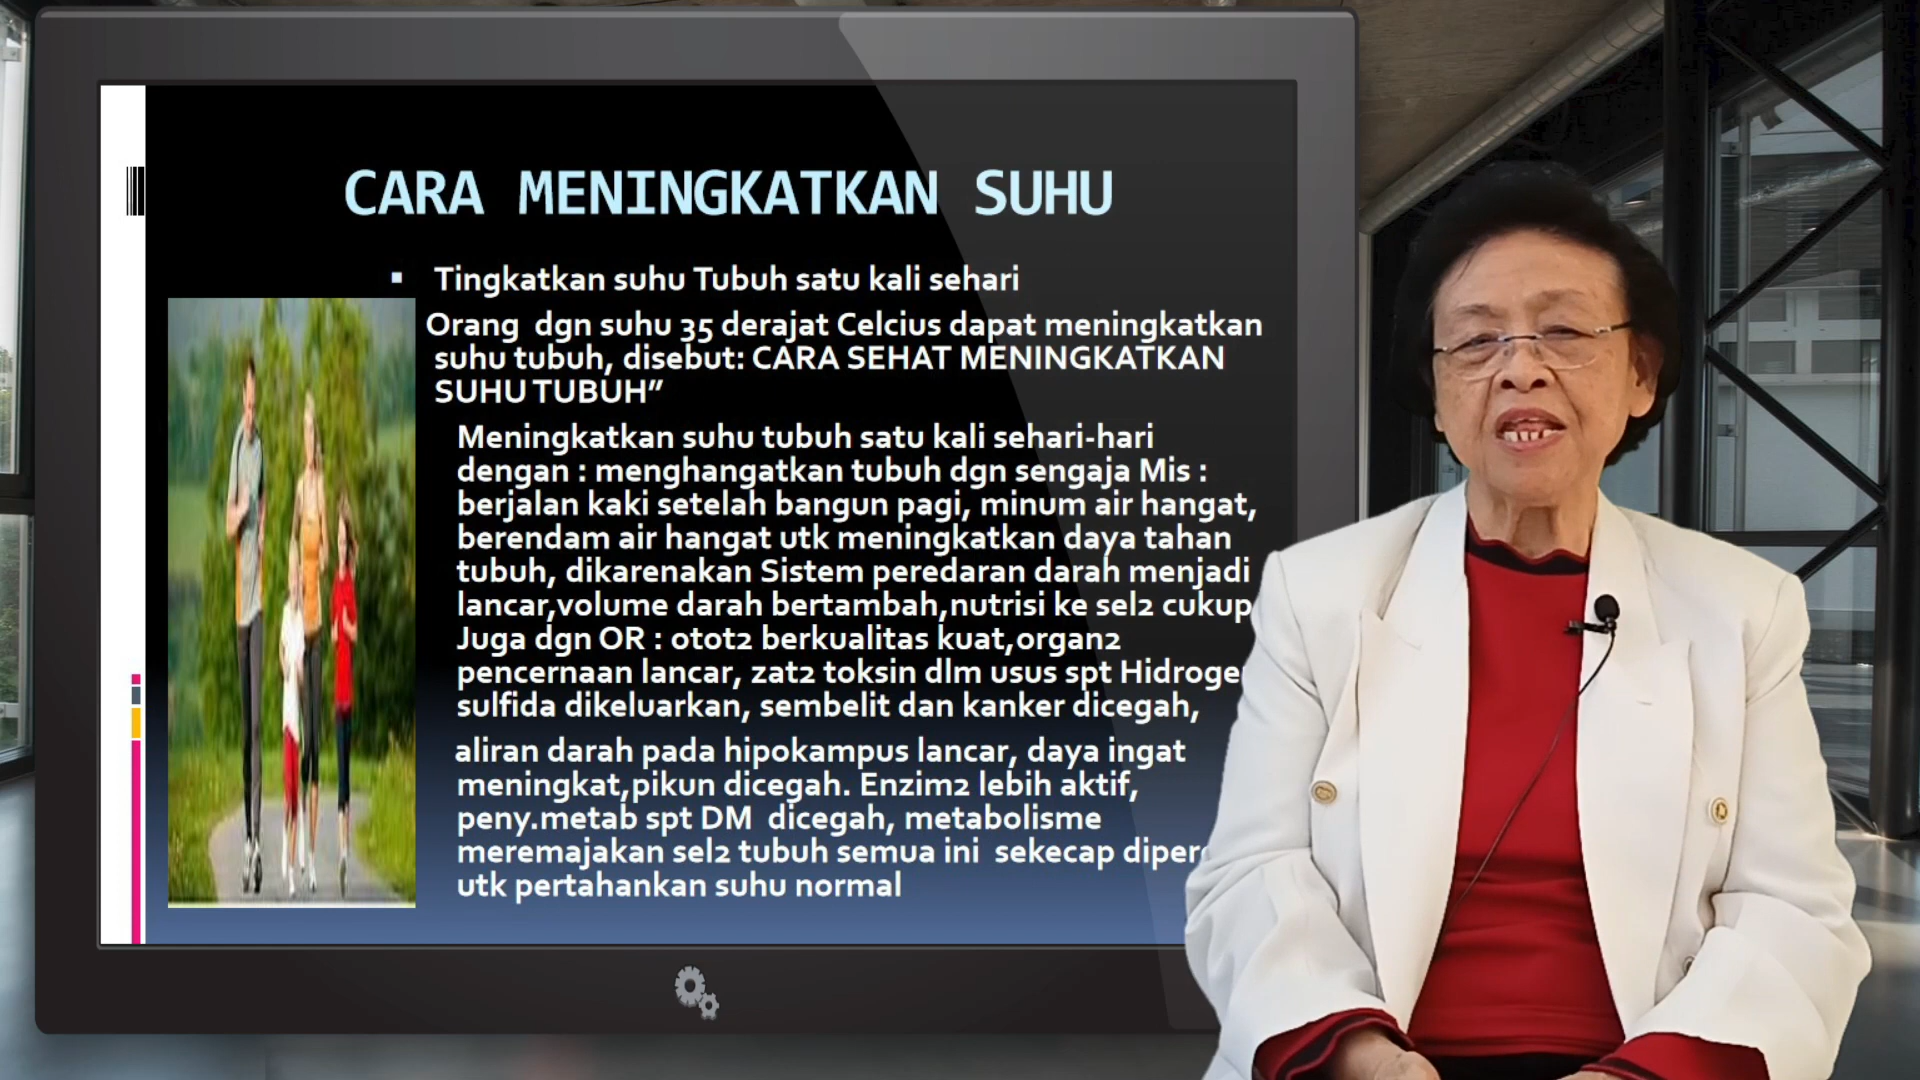 CARA MENINGKATKAN SUHU
▪ Tingkatkan suhu Tubuh satu kali sehari
Orang dgn suhu 35 derajat Celcius dapat meningkatkan
suhu tubuh, disebut: CARA SEHAT MENINGKATKAN
SUHU TUBUH”
Meningkatkan suhu tubuh satu kali sehari-hari
dengan : menghangatkan tubuh dgn sengaja Mis :
berjalan kaki setelah bangun pagi, minum air hangat,
berendam air hangat utk meningkatkan daya tahan
tubuh, dikarenakan Sistem peredaran darah menjadi
lancar,volume darah bertambah,nutrisi ke sel2 cukup
Juga dgn OR : otot2 berkualitas kuat,organ2
pencernaan lancar, zat2 toksin dlm usus spt
sulfida dikeluarkan, sembelit dan kanker dicegah,
aliran darah pada hipokampus lancar, daya ingat
meningkat,pikun dicegah. Enzim2 lebih aktif,
peny.metab spt DM dicegah, metabolisme
meremajakan sel2 tubuh semua ini sekecap
utk pertahankan suhu normal